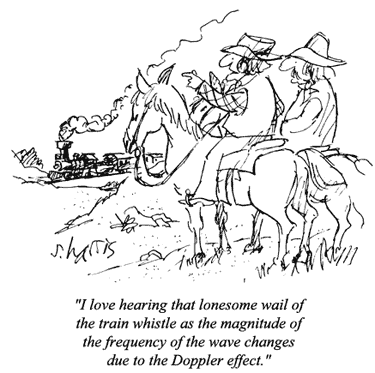 s.harris
"I love hearing that lonesome wail of
the train whistle as the magnitude of
the frequency of the wave changes
due to the Doppler effect."